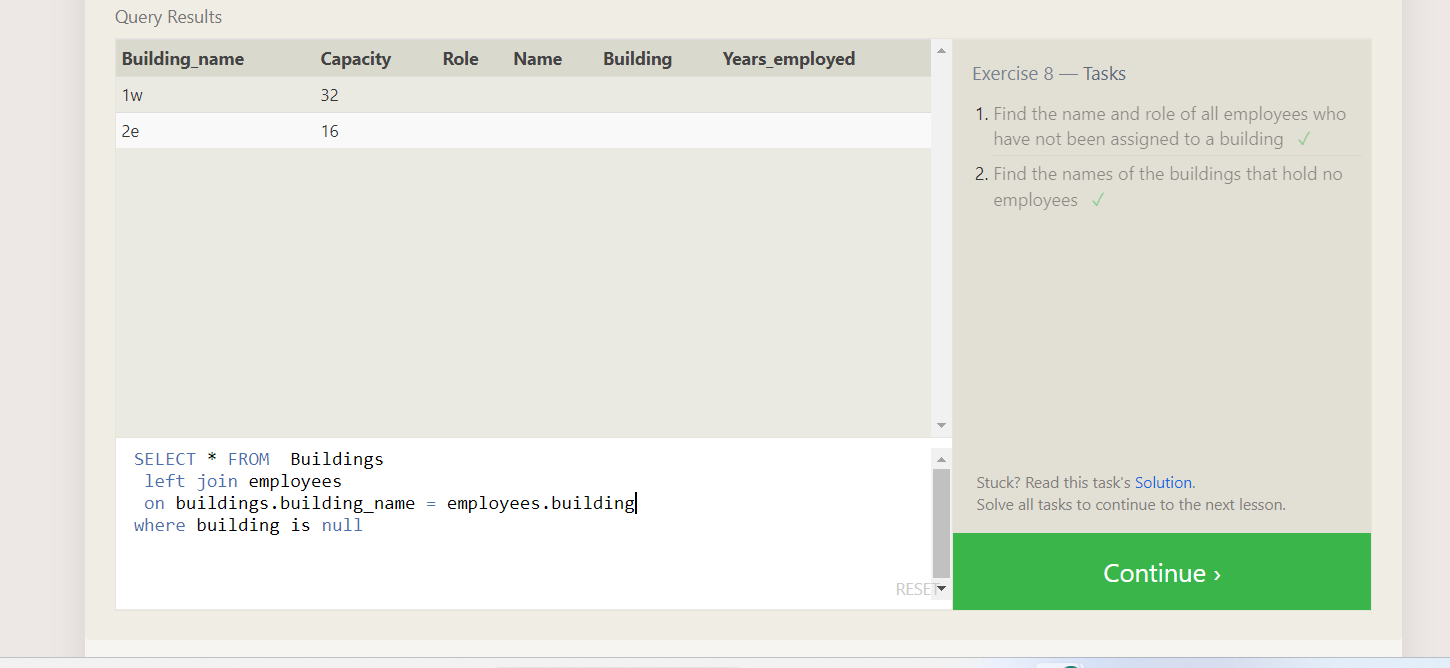 Query Results
Building_name Capacity Role Name Building Years_employed
1w 32
2e 16
SELECT * FROM  Buildings
left join employees
on buildings.building_name = employees.building
where building is null
RESET
Exercise 8 — Tasks
1. Find the name and role of all employees who
have not been assigned to a building ✓
2. Find the names of the buildings that hold no
employees ✓
Stuck? Read this task's Solution.
Solve all tasks to continue to the next lesson.
Continue ›